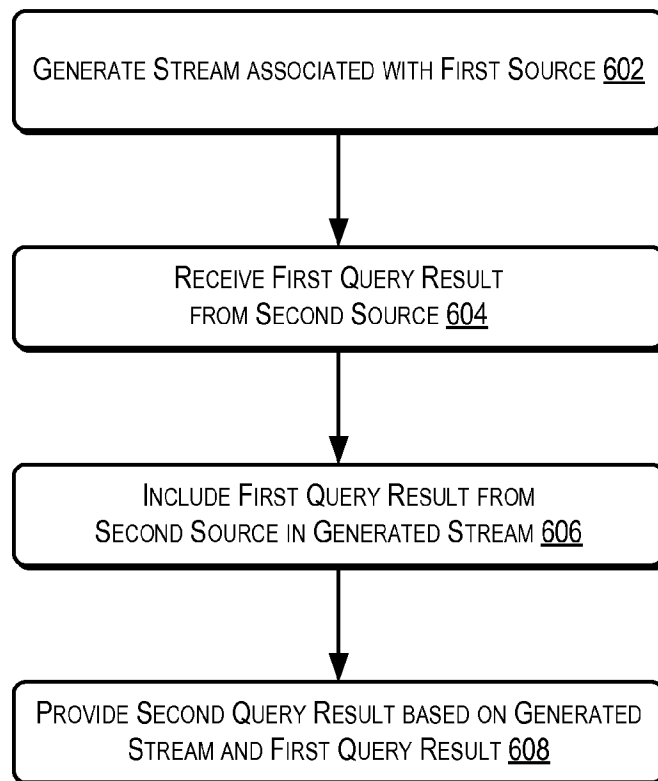 GENERATE STREAM ASSOCIATED WITH FIRST SOURCE 602
RECEIVE FIRST QUERY RESULT
FROM SECOND SOURCE 604
INCLUDE FIRST QUERY RESULT FROM
SECOND SOURCE IN GENERATED STREAM 606
PROVIDE SECOND QUERY RESULT BASED ON GENERATED
STREAM AND FIRST QUERY RESULT 608